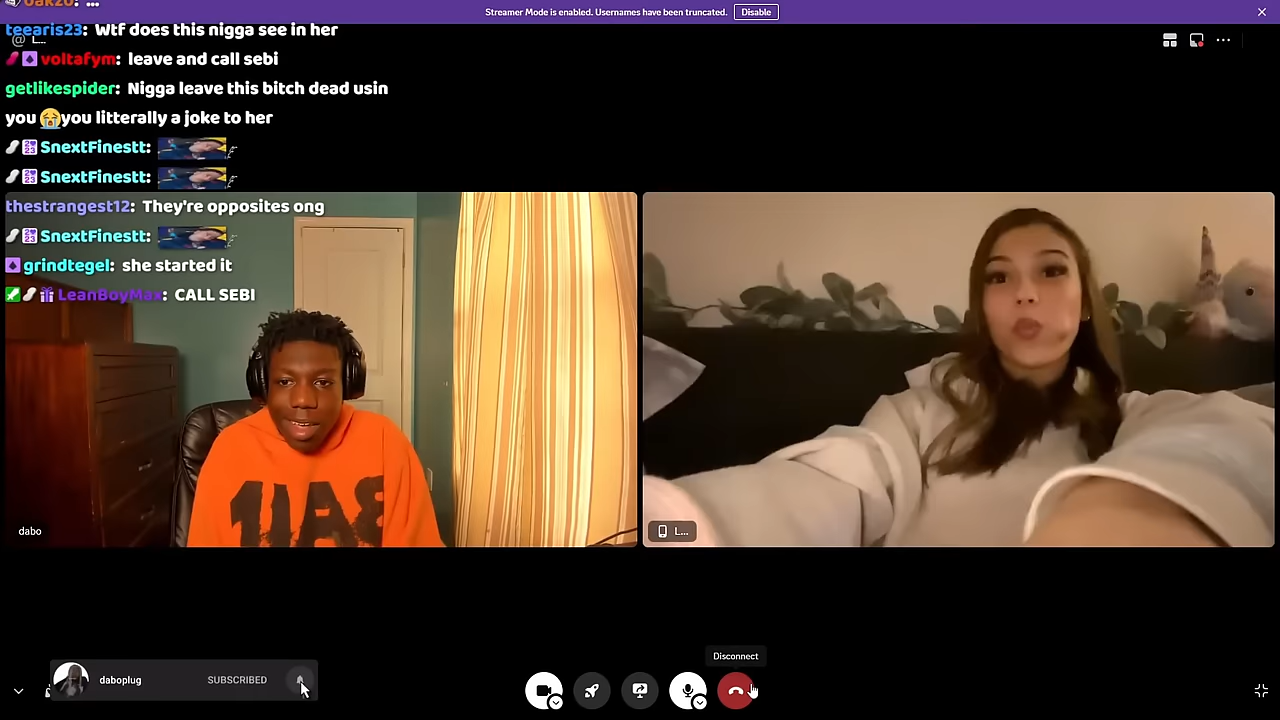 oak20: ...
Streamer Mode is enabled. Usernames have been truncated. Disable
teearis23: Wtf does this nigga see in her
@ L...
voltafym: leave and call sebi
getlikespider: Nigga leave this bitch dead usin
you 😭you litterally a joke to her
SnextFinestt:
SnextFinestt:
thestrangest12: They're opposites ong
SnextFinestt:
grindtegel: she started it
LeanBoyMax: CALL SEBI
dabo
L...
Disconnect
daboplug SUBSCRIBED